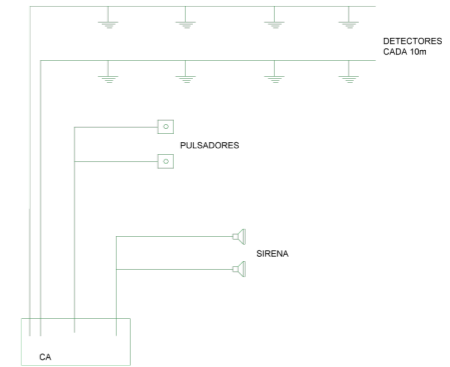 DETECTORES
CADA 10m
PULSADORES
SIRENA
CA